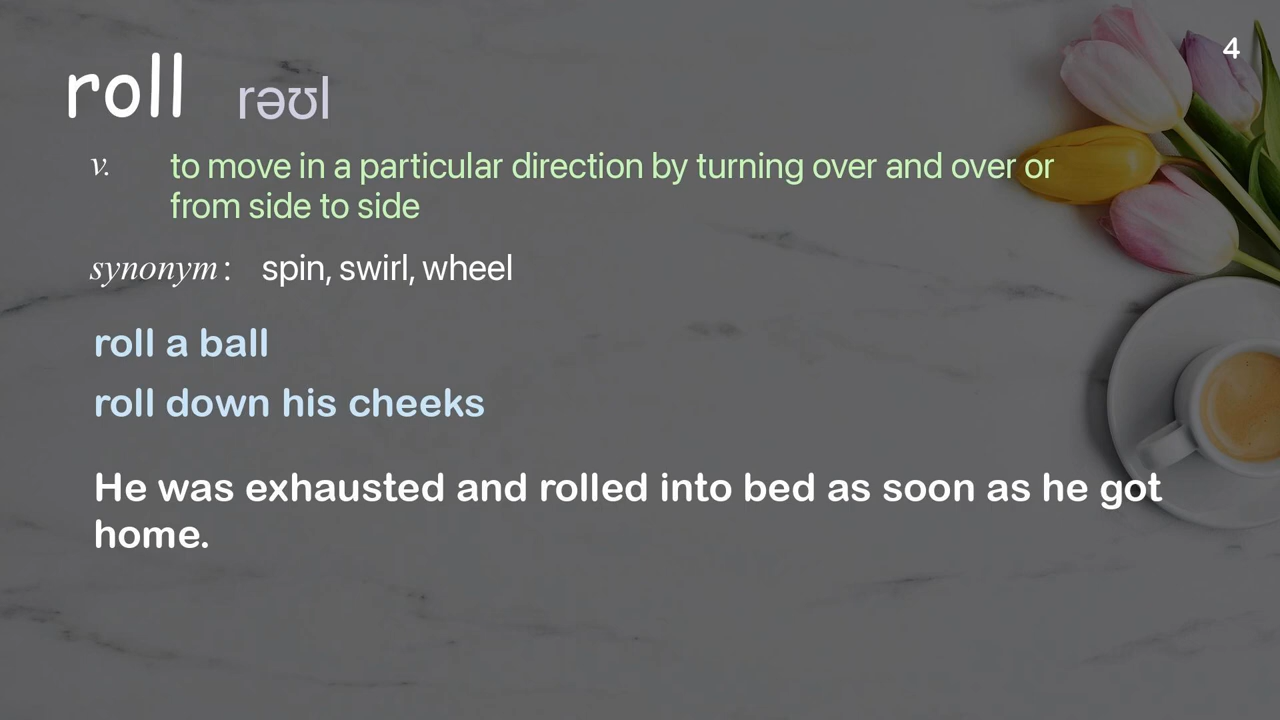 4
roll rəʊl
v. to move in a particular direction by turning over and over or
from side to side
synonym: spin, swirl, wheel
roll a ball
roll down his cheeks
He was exhausted and rolled into bed as soon as he got
home.